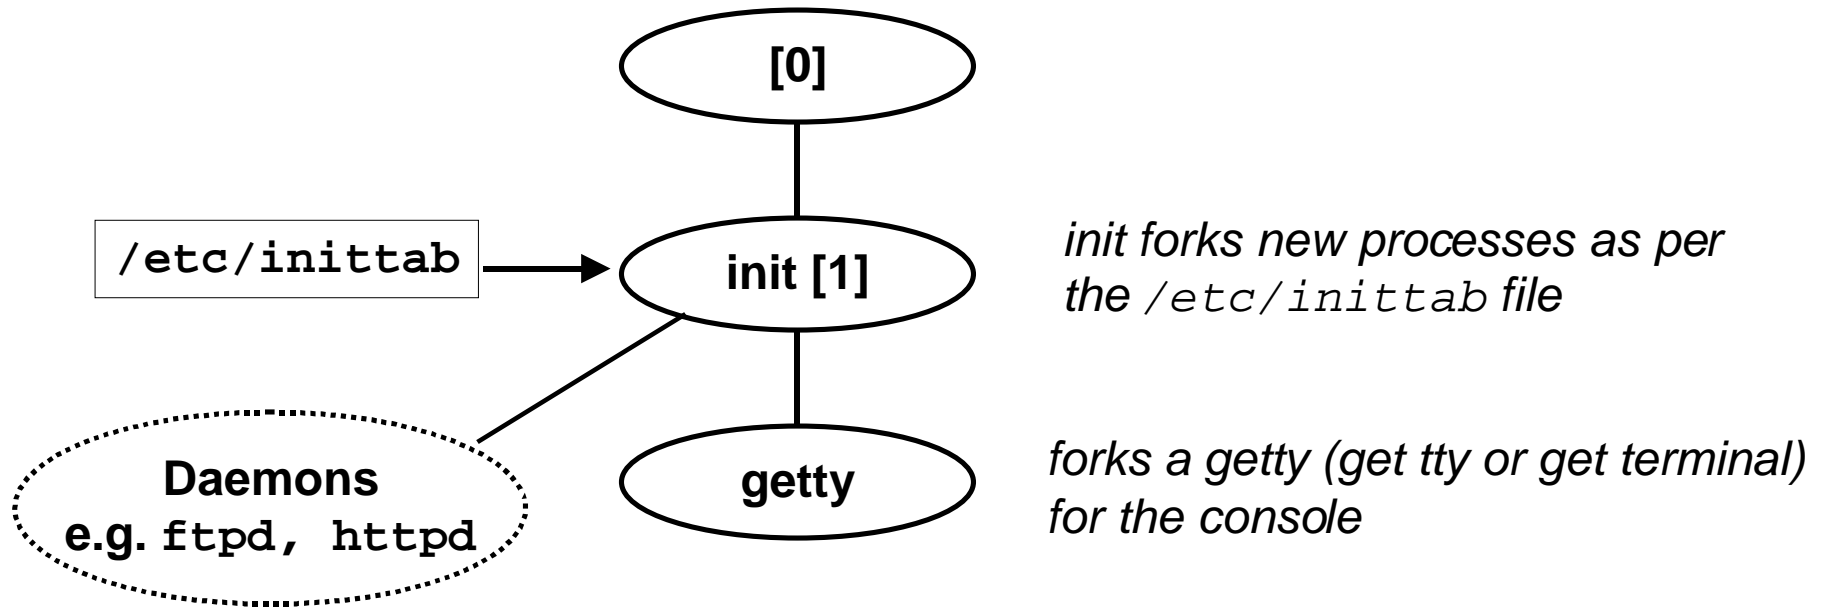 [0]
/etc/inittab
init [1]
init forks new processes as per
the /etc/inittab file
Daemons
e.g. ftpd, httpd
getty
forks a getty (get tty or get terminal)
for the console